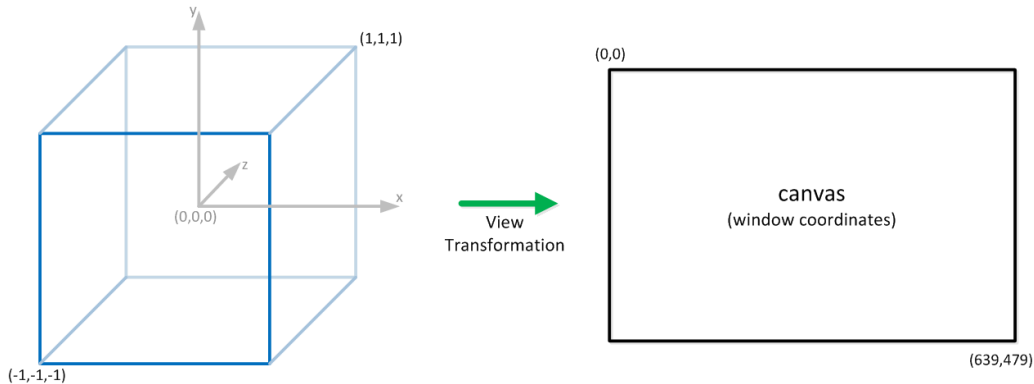 y
(1,1,1)
z
x
(0,0,0)
(-1,-1,-1)
View
Transformation
(0,0)
canvas
(window coordinates)
(639,479)